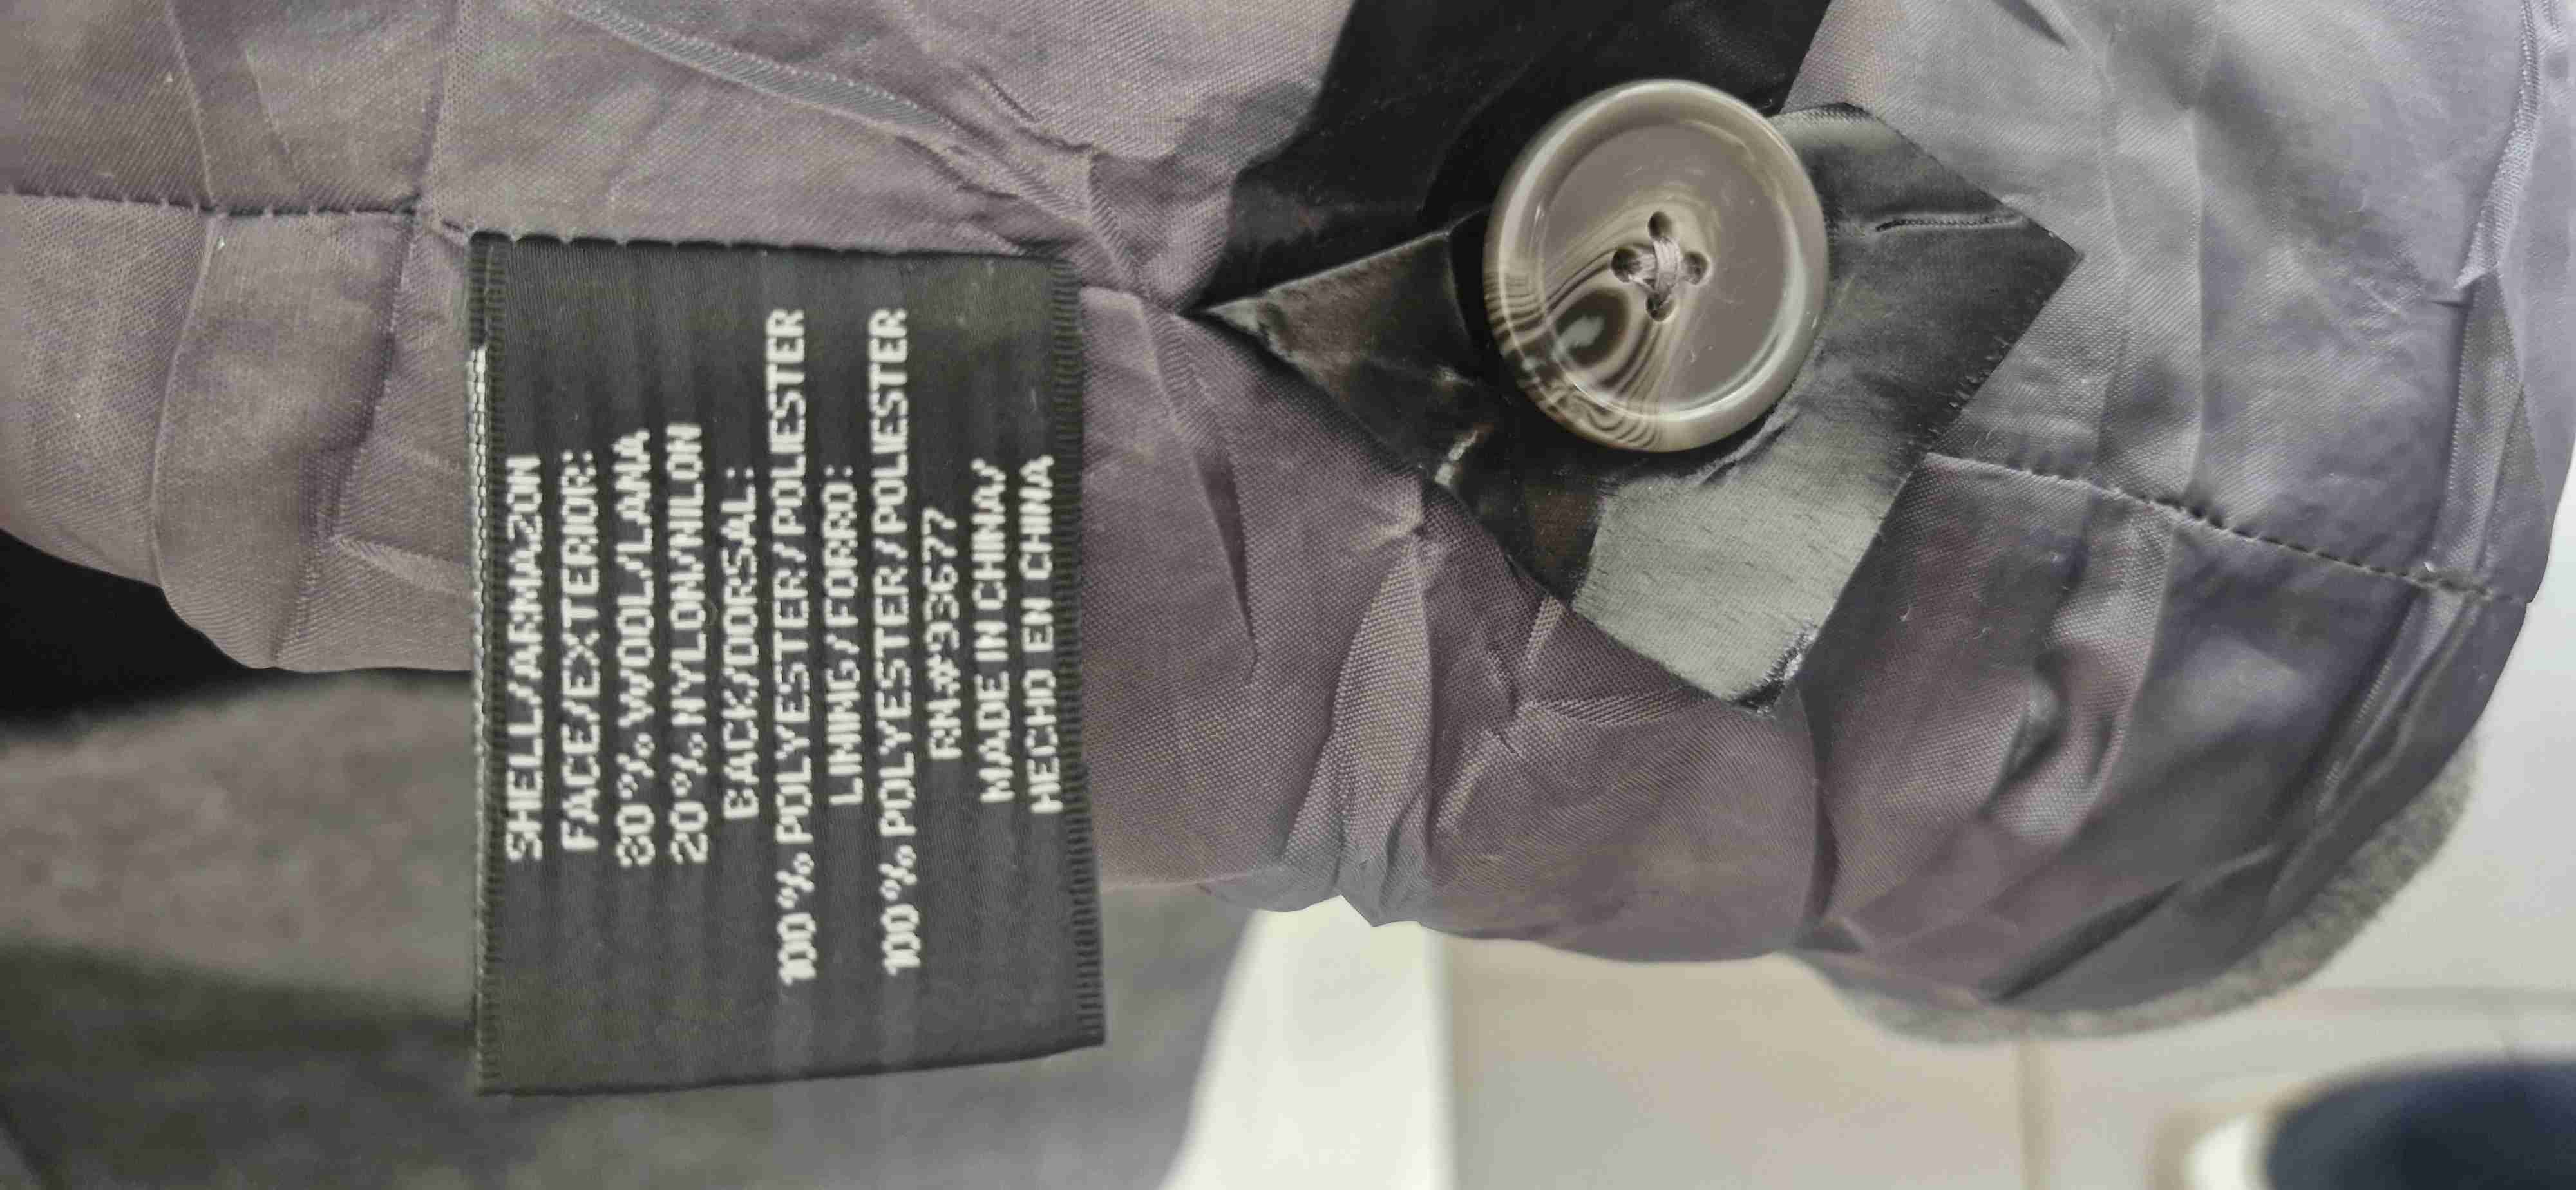 SHELL/ARMAZON
FACE/EXTERIOR:
80% WOOL/LANA
20% NYLON/NILON
BACK/DORSAL:
100% POLYESTER/POLIESTER
LINING/FORRO:
100% POLYESTER/POLIESTER
RN#93677
MADE IN CHINA/
HECHO EN CHINA